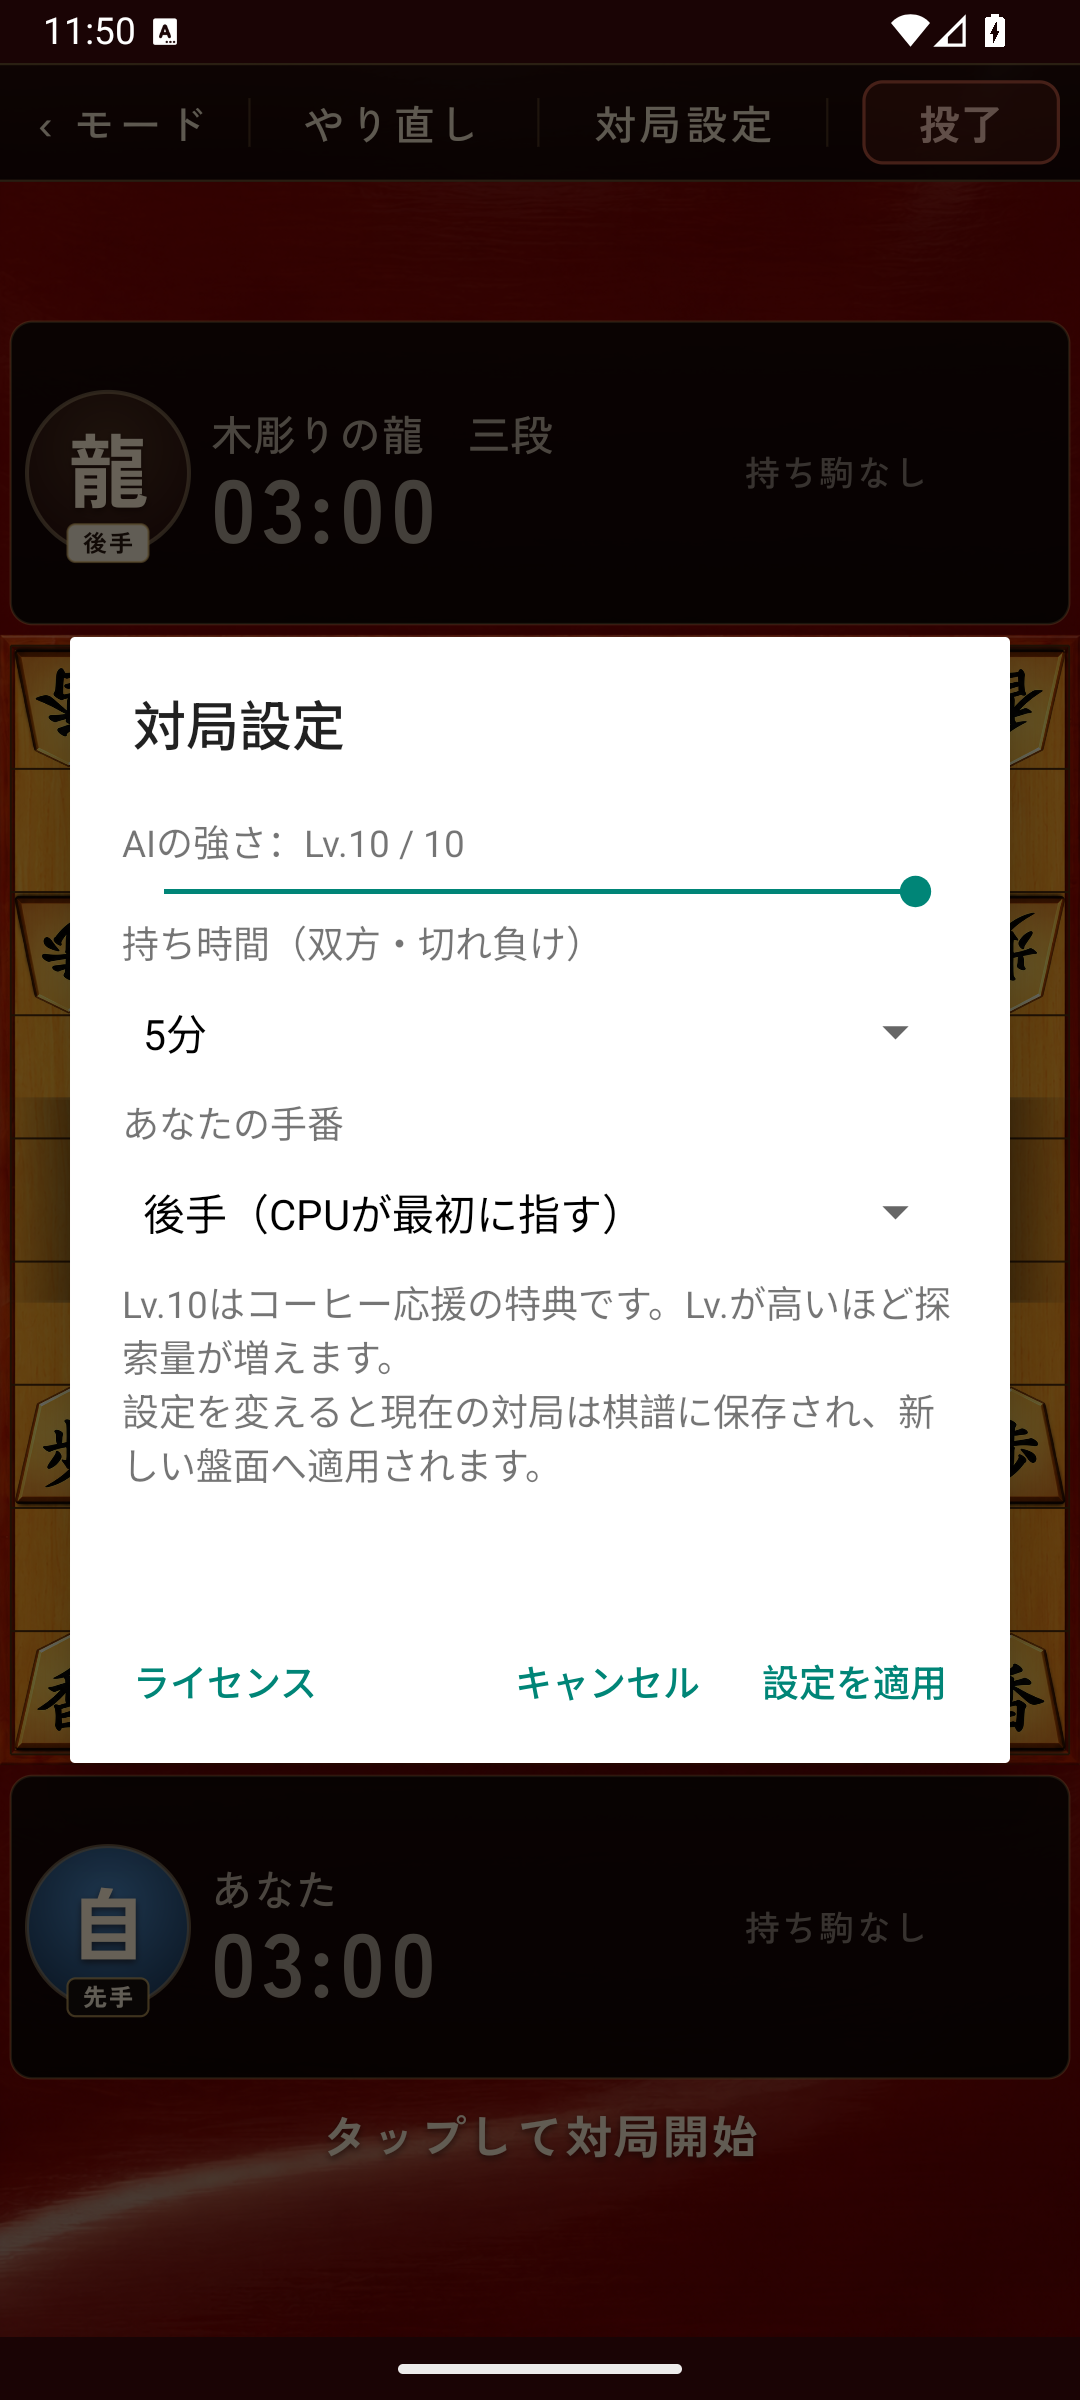 11:50
‹ モード
やり直し
対局設定
投了
龍
後手
木彫りの龍　三段
03:00
持ち駒なし
対局設定
AIの強さ： Lv.10 / 10
持ち時間（双方・切れ負け）
5分
あなたの手番
後手（CPUが最初に指す）
Lv.10はコーヒー応援の特典です。Lv.が高いほど探
索量が増えます。
設定を変えると現在の対局は棋譜に保存され、新
しい盤面へ適用されます。
ライセンス
キャンセル
設定を適用
自
先手
あなた
03:00
持ち駒なし
タップして対局開始